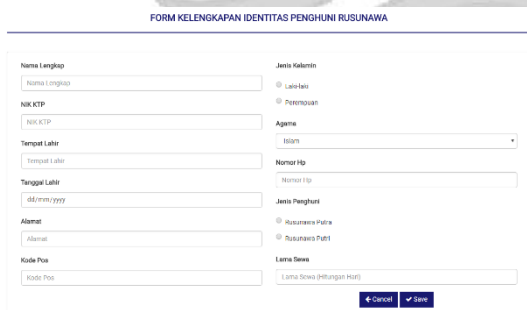 FORM KELENGKAPAN IDENTITAS PENGHUNI RUSUNAWA
Nama Lengkap
Nama Lengkap
NIK KTP
NIK KTP
Tempat Lahir
Tempat Lahir
Tanggal Lahir
dd/mm/yyyy
Alamat
Alamat
Kode Pos
Kode Pos
Jenis Kelamin
Laki-laki
Perempuan
Agama
Islam
Nomor Hp
Nomor Hp
Jenis Penghuni
Rusunawa Putra
Rusunawa Putri
Lama Sewa
Lama Sewa (Hitungan Hari)
Cancel
Save